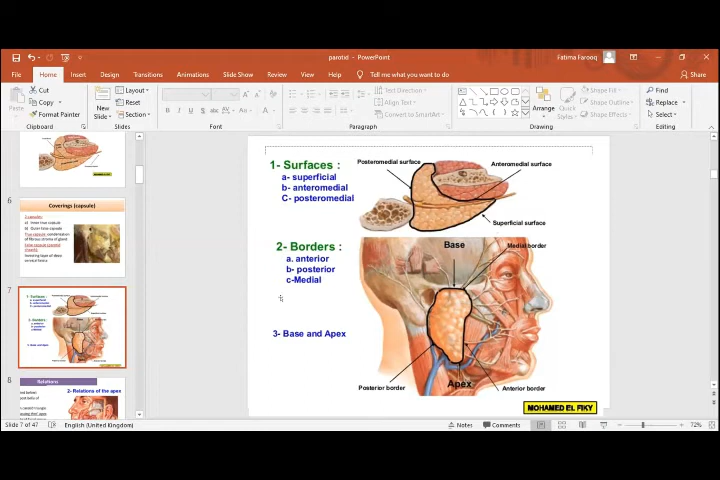 parotid - PowerPoint
Fatima Farooq
File Home Insert Design Transitions Animations Slide Show Review View Help Tell me what you want to do Share
Paste
Cut
Copy
Format Painter
Clipboard
New Slide
Layout
Reset
Section
Slides
Font
Text Direction
Align Text
Convert to SmartArt
Paragraph
Arrange
Quick Styles
Shape Fill
Shape Outline
Shape Effects
Drawing
Find
Replace
Select
Editing
6
Coverings (capsule)
7
8
Relations
2- Relations of the apex
1- Surfaces :
a- superficial
b- anteromedial
C- posteromedial
Posteromedial surface
Anteromedial surface
Superficial surface
2- Borders :
a. anterior
b- posterior
c-Medial
3- Base and Apex
Base
Medial border
Posterior border
Apex
Anterior border
MOHAMED EL FIKY
Slide 7 of 47
English (United Kingdom)
Notes
Comments
72%